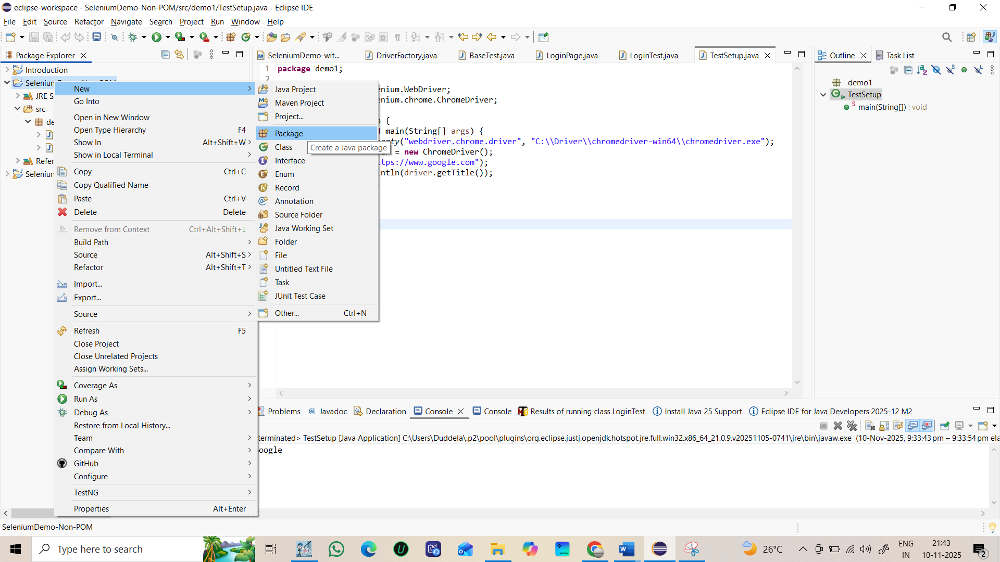 eclipse-workspace - SeleniumDemo-Non-POM/src/demo1/TestSetup.java - Eclipse IDE
File Edit Source Refactor Navigate Search Project Run Window Help
Package Explorer
Introduction
JRE S
src
de
Refer
Selenium
New
Go Into
Open in New Window
Open Type Hierarchy F4
Show In Alt+Shift+W
Show in Local Terminal
Copy Ctrl+C
Copy Qualified Name
Paste Ctrl+V
Delete Delete
Remove from Context Ctrl+Alt+Shift+↓
Build Path
Source Alt+Shift+S
Refactor Alt+Shift+T
Import...
Export...
Source
Refresh F5
Close Project
Close Unrelated Projects
Assign Working Sets...
Coverage As
Run As
Debug As
Restore from Local History...
Team
Compare With
GitHub
Configure
TestNG
Properties Alt+Enter
Java Project
Maven Project
Project...
Package
Class
Create a Java package
Interface
Enum
Record
Annotation
Source Folder
Java Working Set
Folder
File
Untitled Text File
Task
JUnit Test Case
Other... Ctrl+N
SeleniumDemo-wit... DriverFactory.java BaseTest.java LoginPage.java LoginTest.java TestSetup.java
1 package demo1;
2
enium.WebDriver;
enium.chrome.ChromeDriver;
{
main(String[] args) {
erty("webdriver.chrome.driver", "C:\\Driver\\chromedriver-win64\\chromedriver.exe");
= new ChromeDriver();
ttps://www.google.com");
ntln(driver.getTitle());
Outline Task List
demo1
TestSetup
main(String[]) : void
Problems Javadoc Declaration Console Console Results of running class LoginTest Install Java 25 Support Eclipse IDE for Java Developers 2025-12 M2
terminated> TestSetup [Java Application] C:\Users\Duddela\.p2\pool\plugins\org.eclipse.justj.openjdk.hotspot.jre.full.win32.x86_64_21.0.9.v20251105-0741\jre\bin\javaw.exe (10-Nov-2025, 9:33:43 pm – 9:33:54 pm ela
oogle
SeleniumDemo-Non-POM
Type here to search
26°C
ENG
IN
21:43
10-11-2025
2